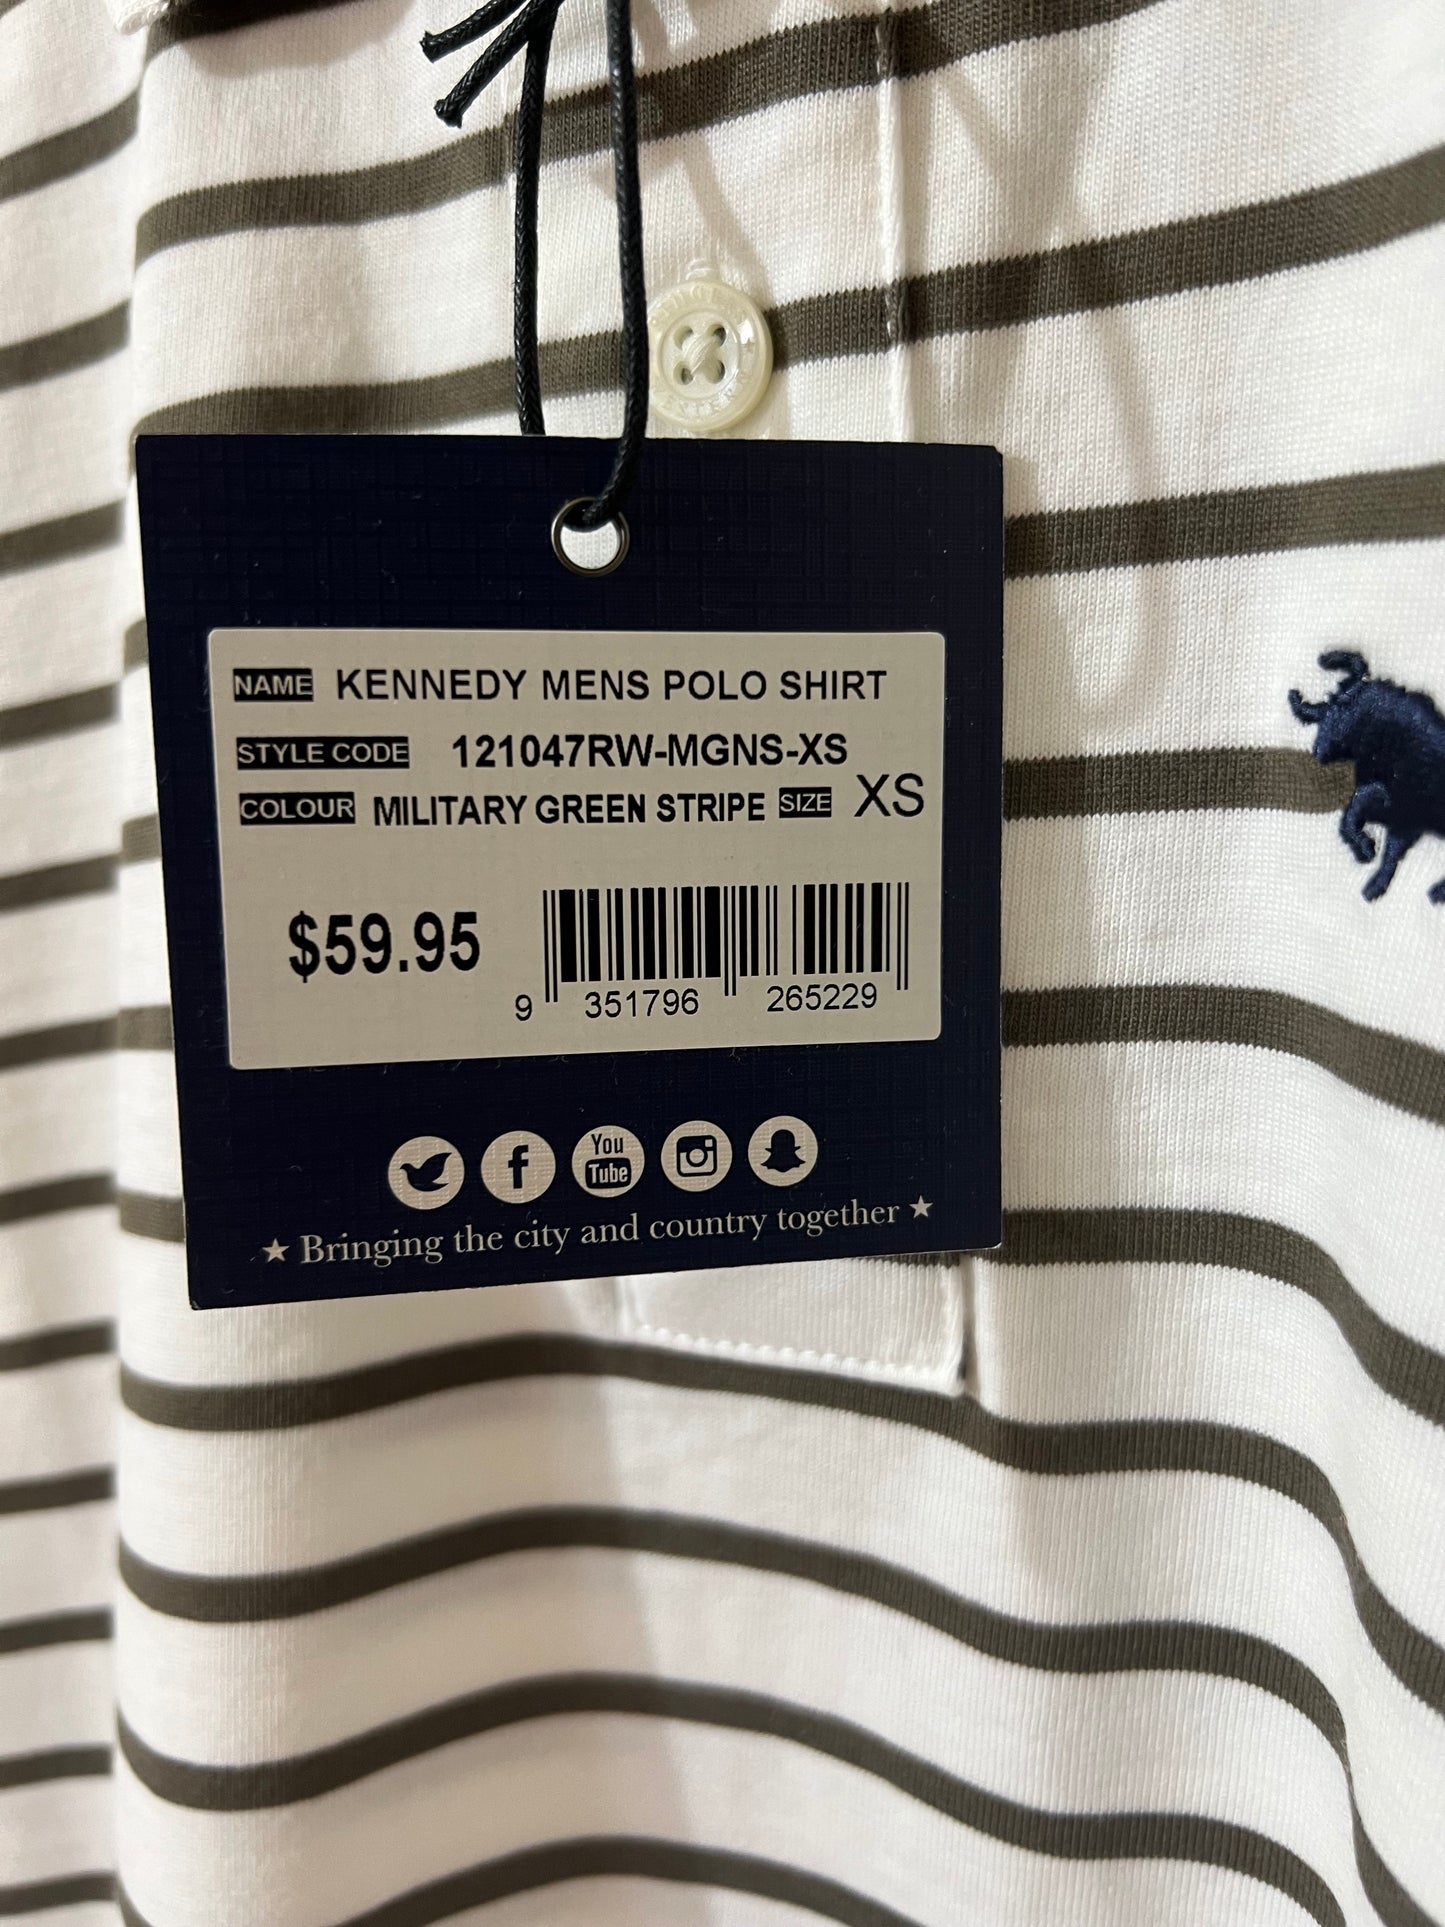 NAME KENNEDY MENS POLO SHIRT
STYLE CODE 121047RW-MGNS-XS
COLOUR MILITARY GREEN STRIPE SIZE XS
$59.95
9 351796 265229
You
Tube
★ Bringing the city and country together ★